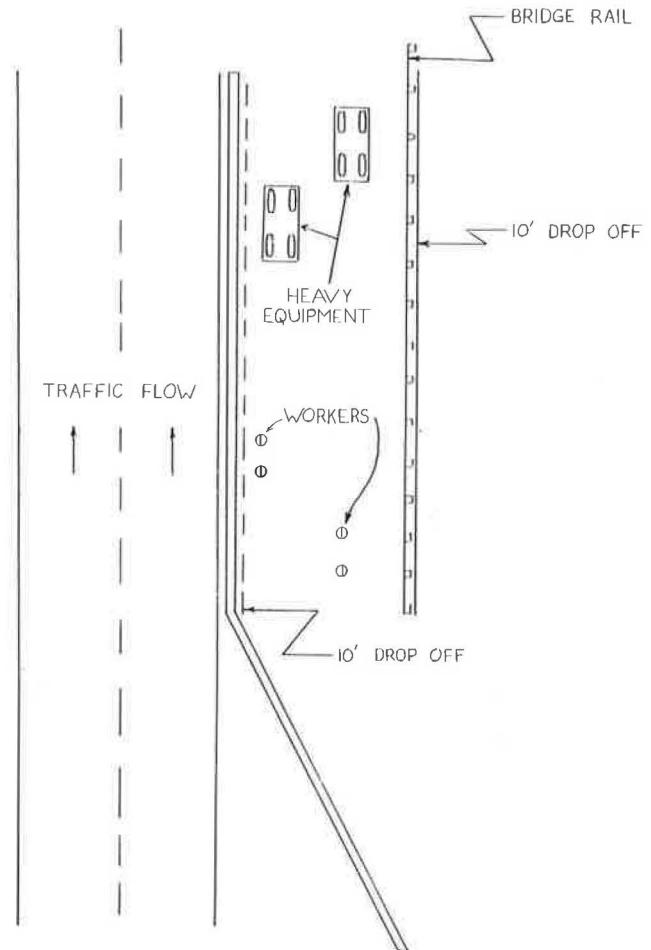 BRIDGE RAIL
10' DROP OFF
HEAVY
EQUIPMENT
TRAFFIC FLOW
WORKERS
10' DROP OFF